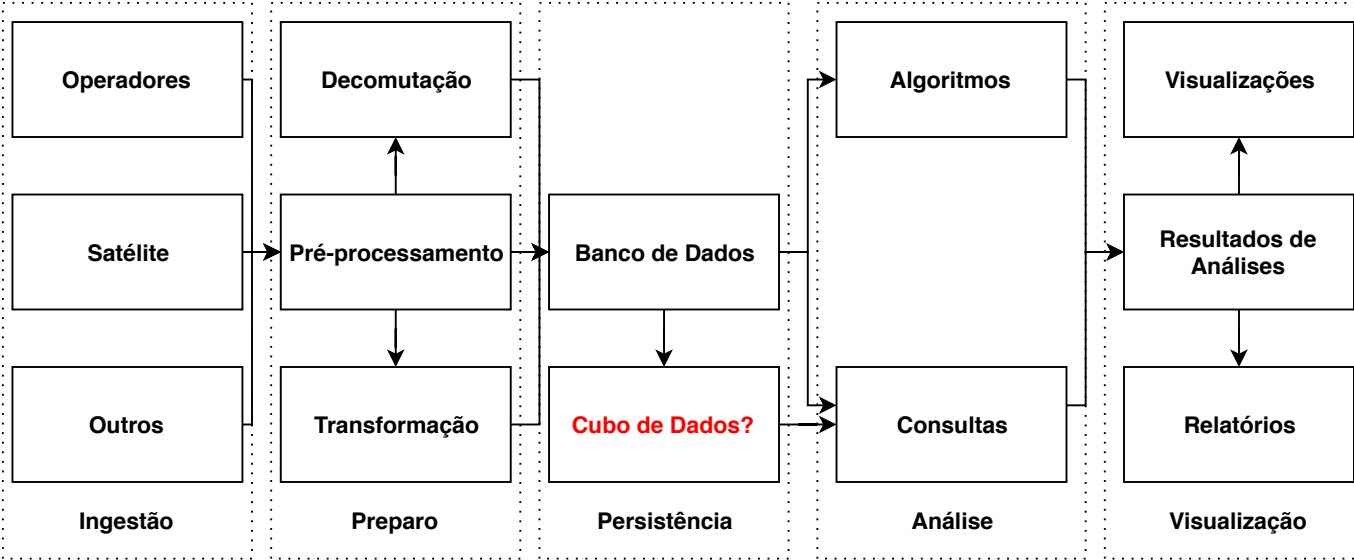 Operadores
Decomutação
Algoritmos
Visualizações
Satélite
Pré-processamento
Banco de Dados
Resultados de
Análises
Outros
Transformação
Cubo de Dados?
Consultas
Relatórios
Ingestão
Preparo
Persistência
Análise
Visualização